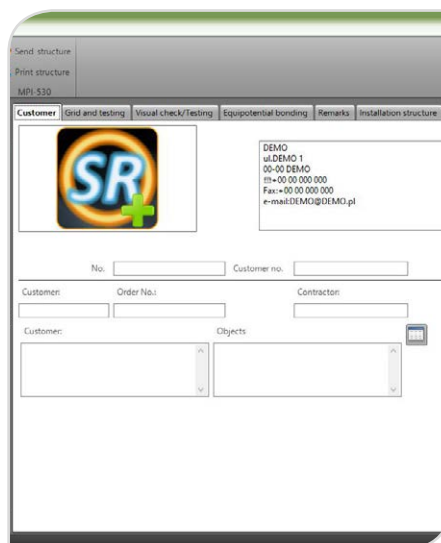 Send structure
Print structure
MPI-530
Customer Grid and testing Visual check/Testing Equipotential bonding Remarks Installation structure
SR
DEMO
ul.DEMO 1
00-00 DEMO
+00 00 000 000
Fax:+00 00 000 000
e-mail:DEMO@DEMO.pl
No. Customer no.
Customer: Order No.: Contractor:
Customer: Objects